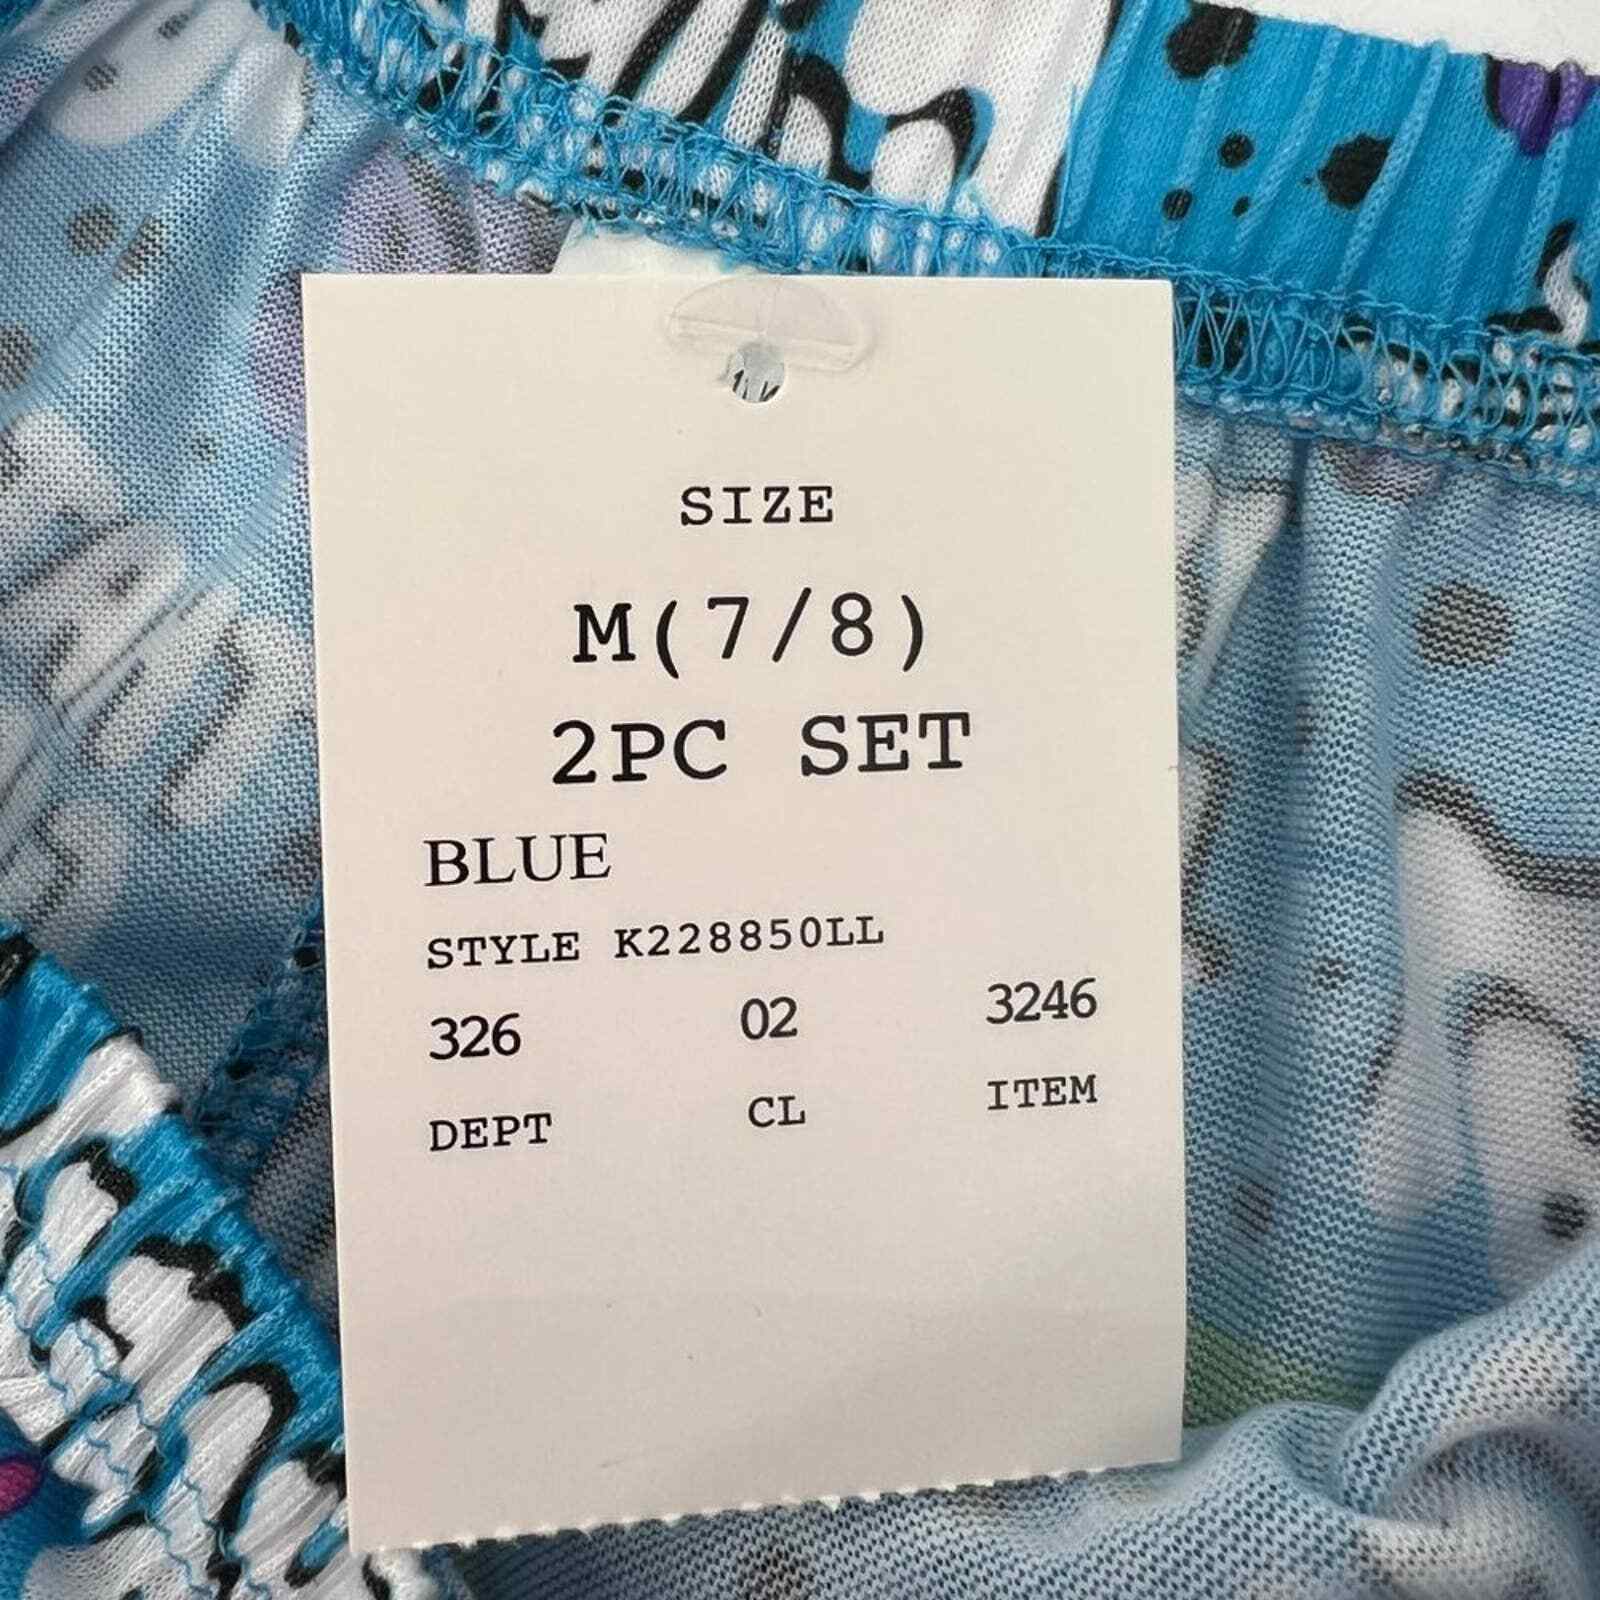 SIZE
M(7/8)
2PC SET
BLUE
STYLE K228850LL
326 02 3246
DEPT CL ITEM